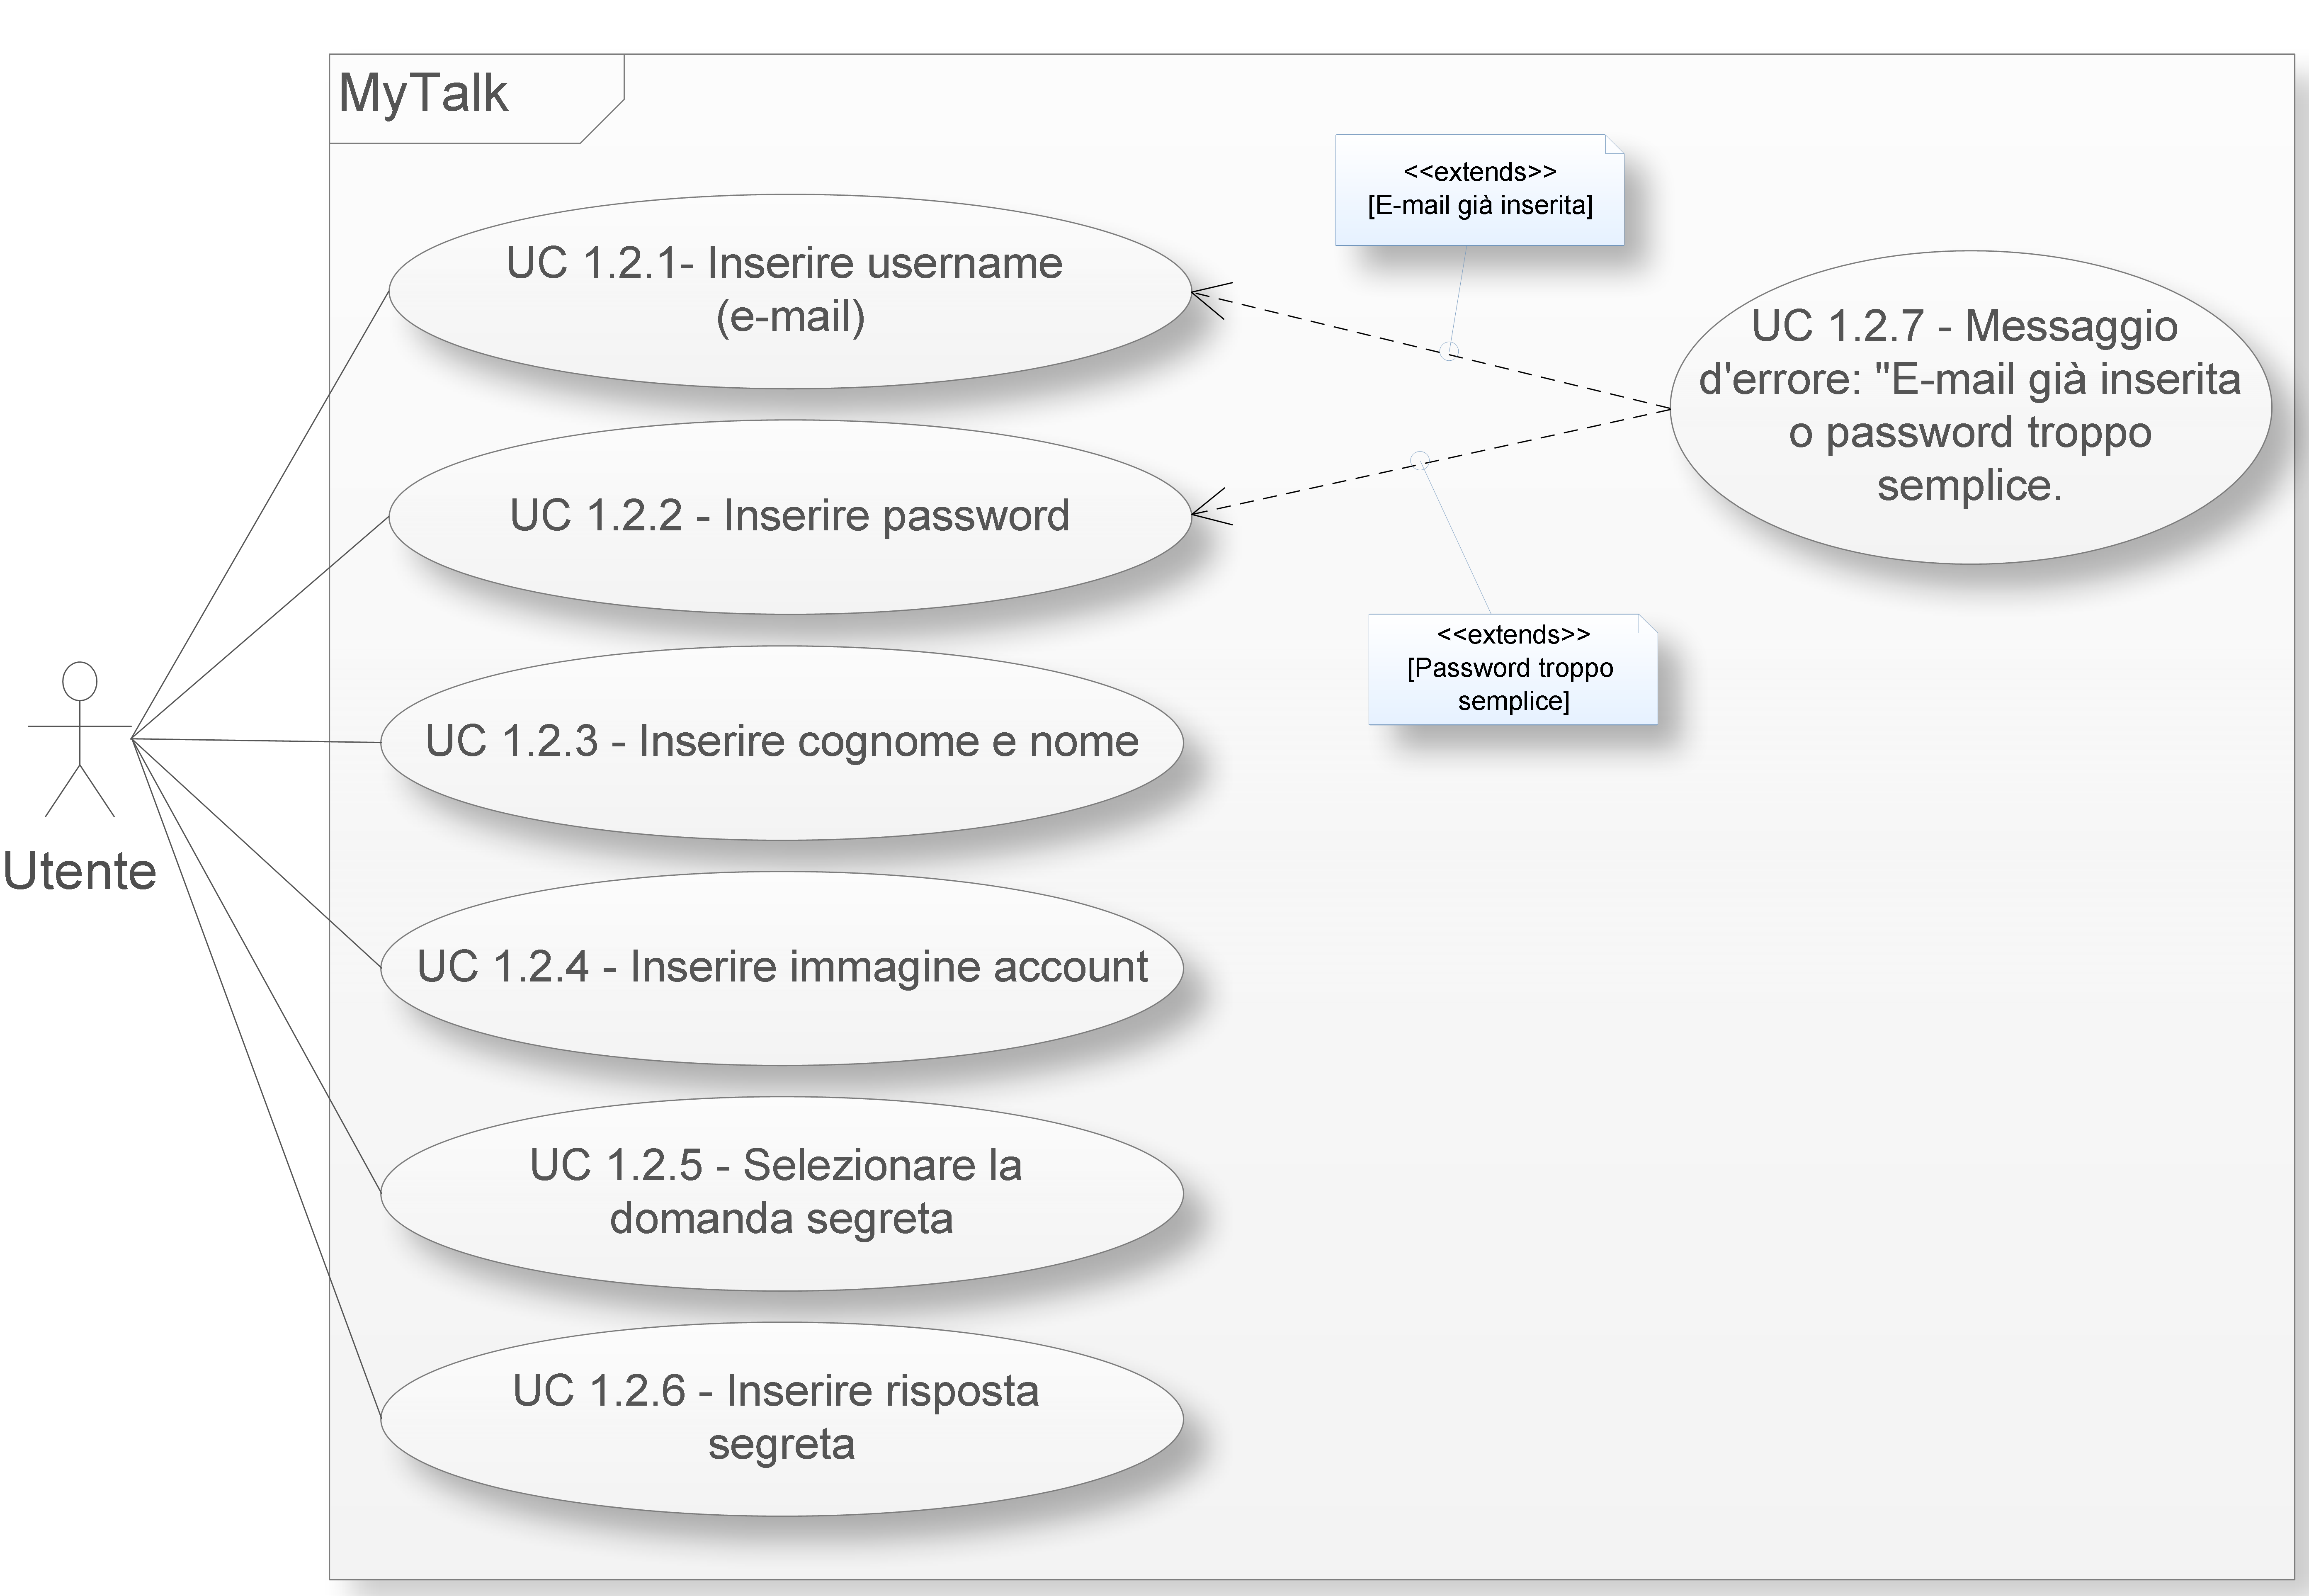 MyTalk
<<extends>>
[E-mail già inserita]
UC 1.2.1- Inserire username
(e-mail)
UC 1.2.7 - Messaggio
d'errore: "E-mail già inserita
o password troppo
semplice.
UC 1.2.2 - Inserire password
<<extends>>
[Password troppo
semplice]
UC 1.2.3 - Inserire cognome e nome
Utente
UC 1.2.4 - Inserire immagine account
UC 1.2.5 - Selezionare la
domanda segreta
UC 1.2.6 - Inserire risposta
segreta